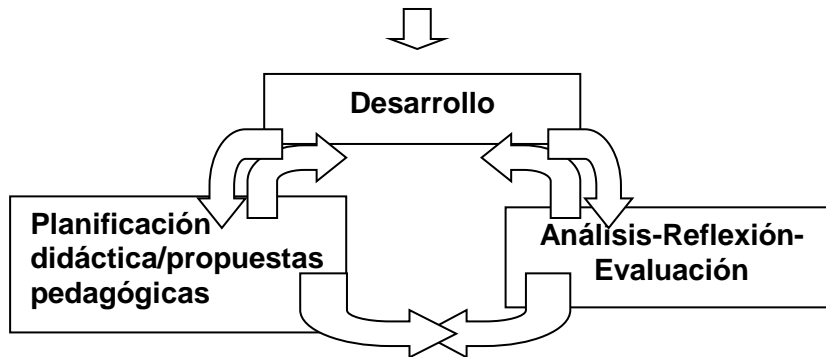 Desarrollo
Planificación
didáctica/propuestas
pedagógicas
Análisis-Reflexión-
Evaluación